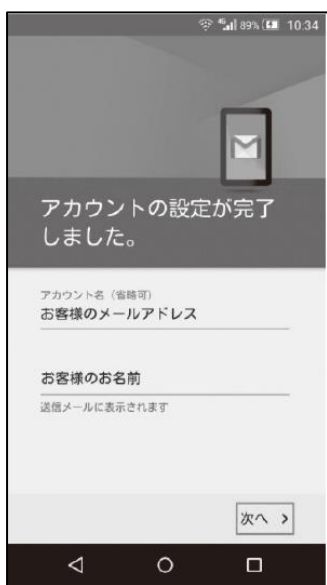 4G 89% 10:34
アカウントの設定が完了
しました。
アカウント名（省略可）
お客様のメールアドレス
お客様のお名前
送信メールに表示されます
次へ